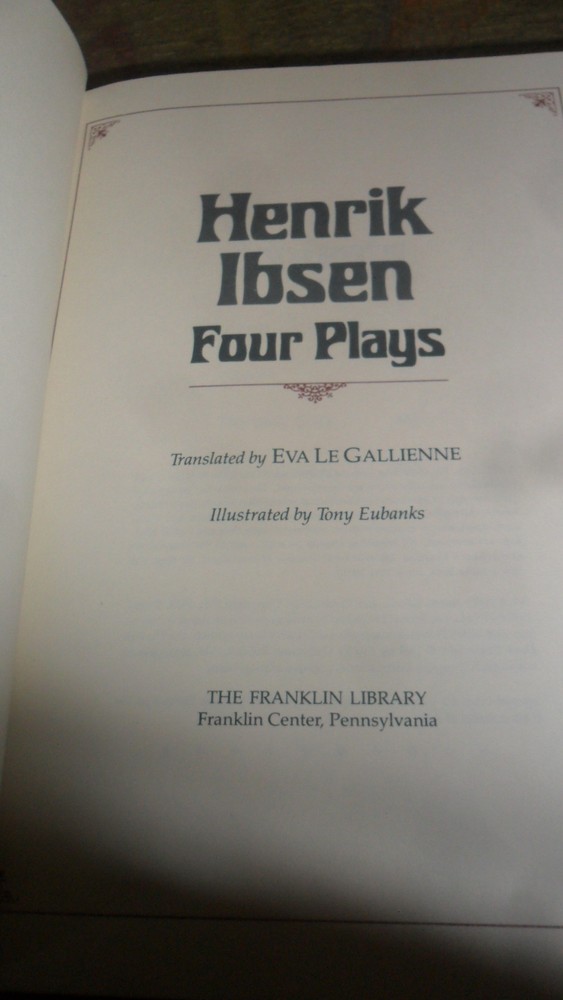 Henrik
Ibsen
Four Plays
Translated by EVA LE GALLIENNE
Illustrated by Tony Eubanks
THE FRANKLIN LIBRARY
Franklin Center, Pennsylvania